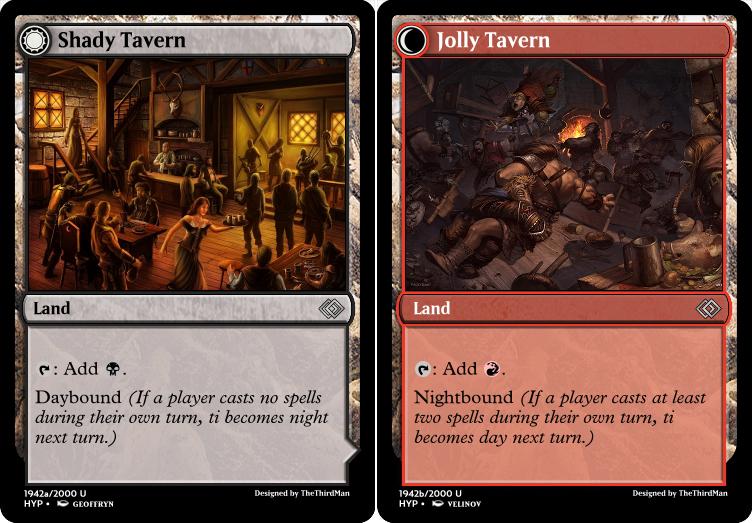 Shady Tavern
Land
: Add .
Daybound (If a player casts no spells
during their own turn, ti becomes night
next turn.)
1942a/2000 U
HYP • GEOFFRYN
Designed by TheThirdMan
Jolly Tavern
Land
: Add .
Nightbound (If a player casts at least
two spells during their own turn, ti
becomes day next turn.)
1942b/2000 U
HYP • VELINOV
Designed by TheThirdMan